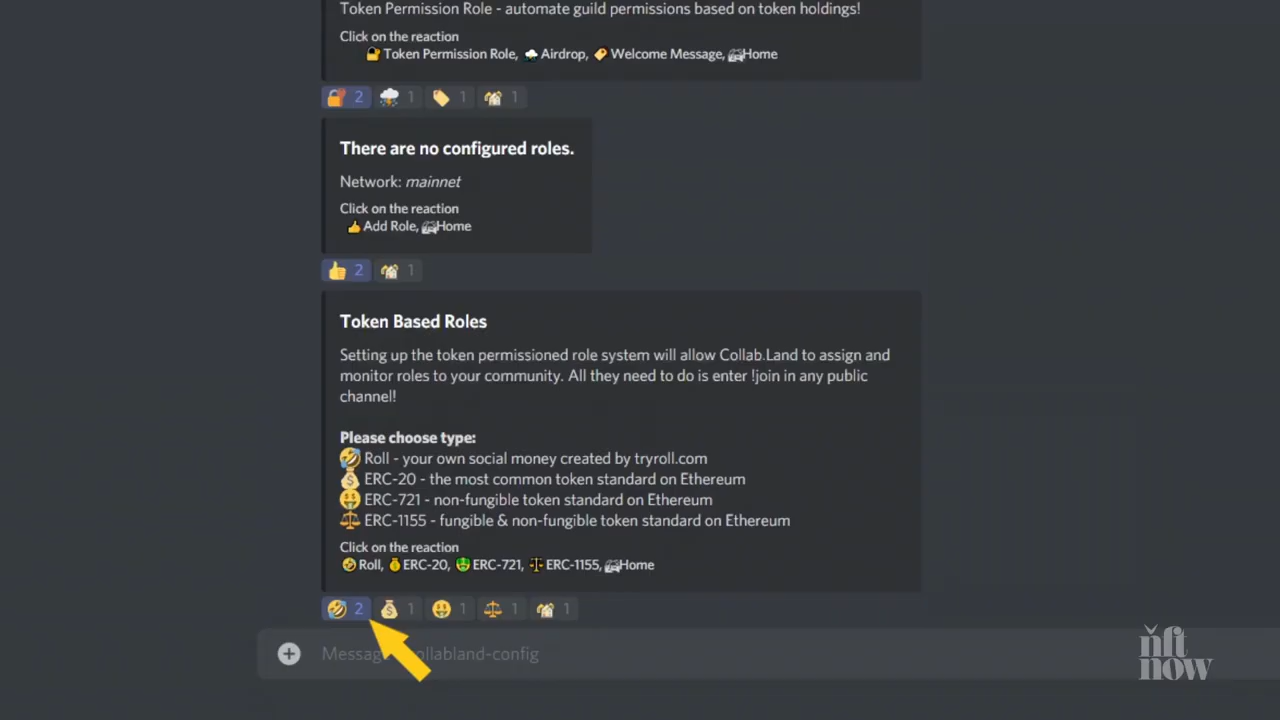 Token Permission Role - automate guild permissions based on token holdings!
Click on the reaction
Token Permission Role, Airdrop, Welcome Message, Home
2 1 1 1
There are no configured roles.
Network: mainnet
Click on the reaction
Add Role, Home
2 1
Token Based Roles
Setting up the token permissioned role system will allow Collab.Land to assign and
monitor roles to your community. All they need to do is enter !join in any public
channel!
Please choose type:
Roll - your own social money created by tryroll.com
ERC-20 - the most common token standard on Ethereum
ERC-721 - non-fungible token standard on Ethereum
ERC-1155 - fungible & non-fungible token standard on Ethereum
Click on the reaction
Roll, ERC-20, ERC-721, ERC-1155, Home
2 1 1 1 1
Message ollabland-config
nft
now